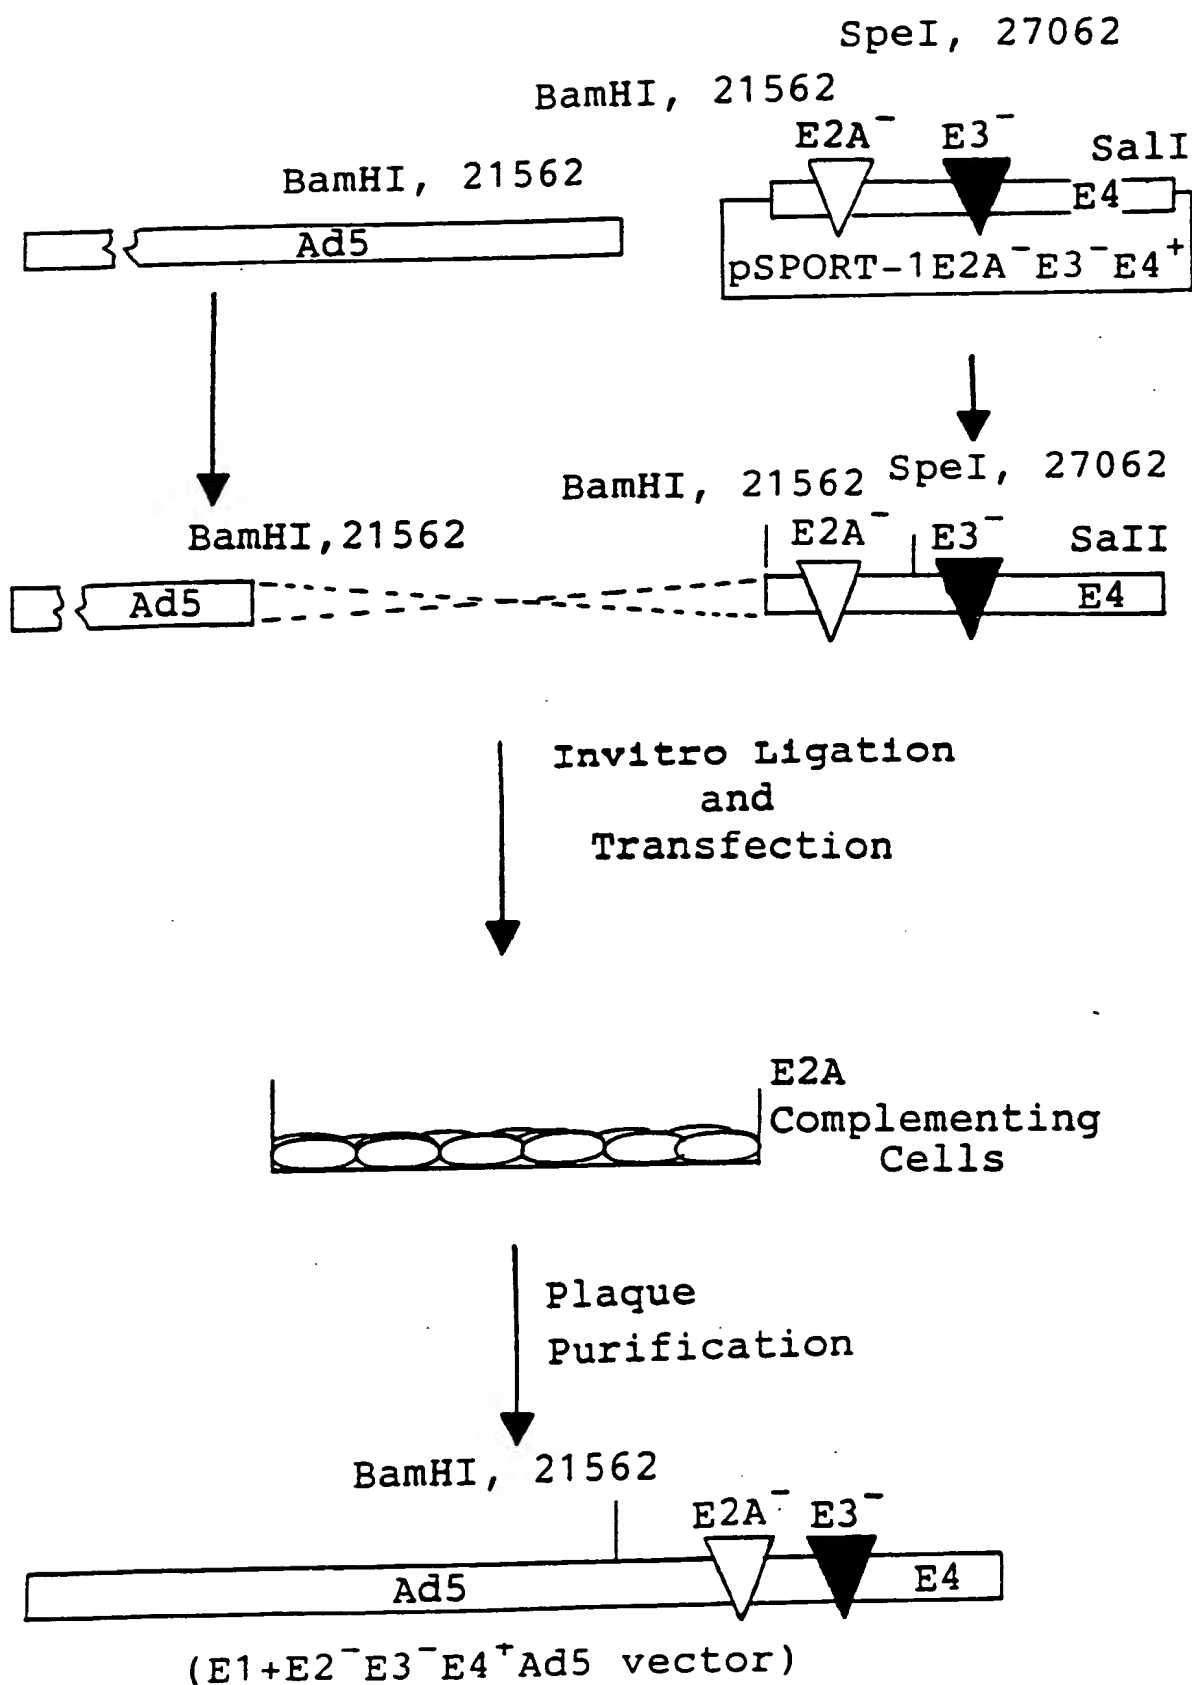 SpeI, 27062
BamHI, 21562
E2A⁻ E3⁻
SalI
BamHI, 21562
E4
Ad5
pSPORT-1E2A⁻E3⁻E4⁺
BamHI, 21562 SpeI, 27062
BamHI,21562
E2A⁻ E3⁻ SaII
Ad5
E4
Invitro Ligation
and
Transfection
E2A
Complementing
Cells
Plaque
Purification
BamHI, 21562
E2A⁻ E3⁻
Ad5
E4
(E1+E2⁻E3⁻E4⁺Ad5 vector)